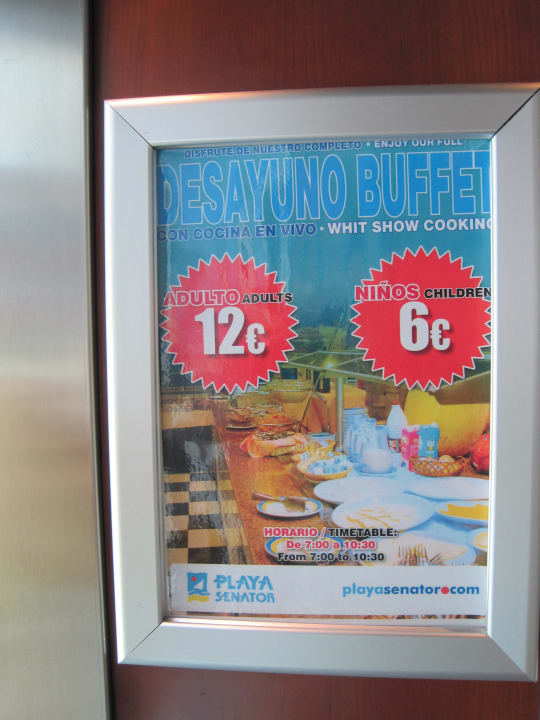 DISFRUTE DE NUESTRO COMPLETO • ENJOY OUR FULL
DESAYUNO BUFFET
CON COCINA EN VIVO • WHIT SHOW COOKING
ADULTO ADULTS
12€
NIÑOS CHILDREN
6€
HORARIO / TIMETABLE:
De 7:00 a 10:30
From 7:00 to 10:30
PLAYA SENATOR
playasenator.com